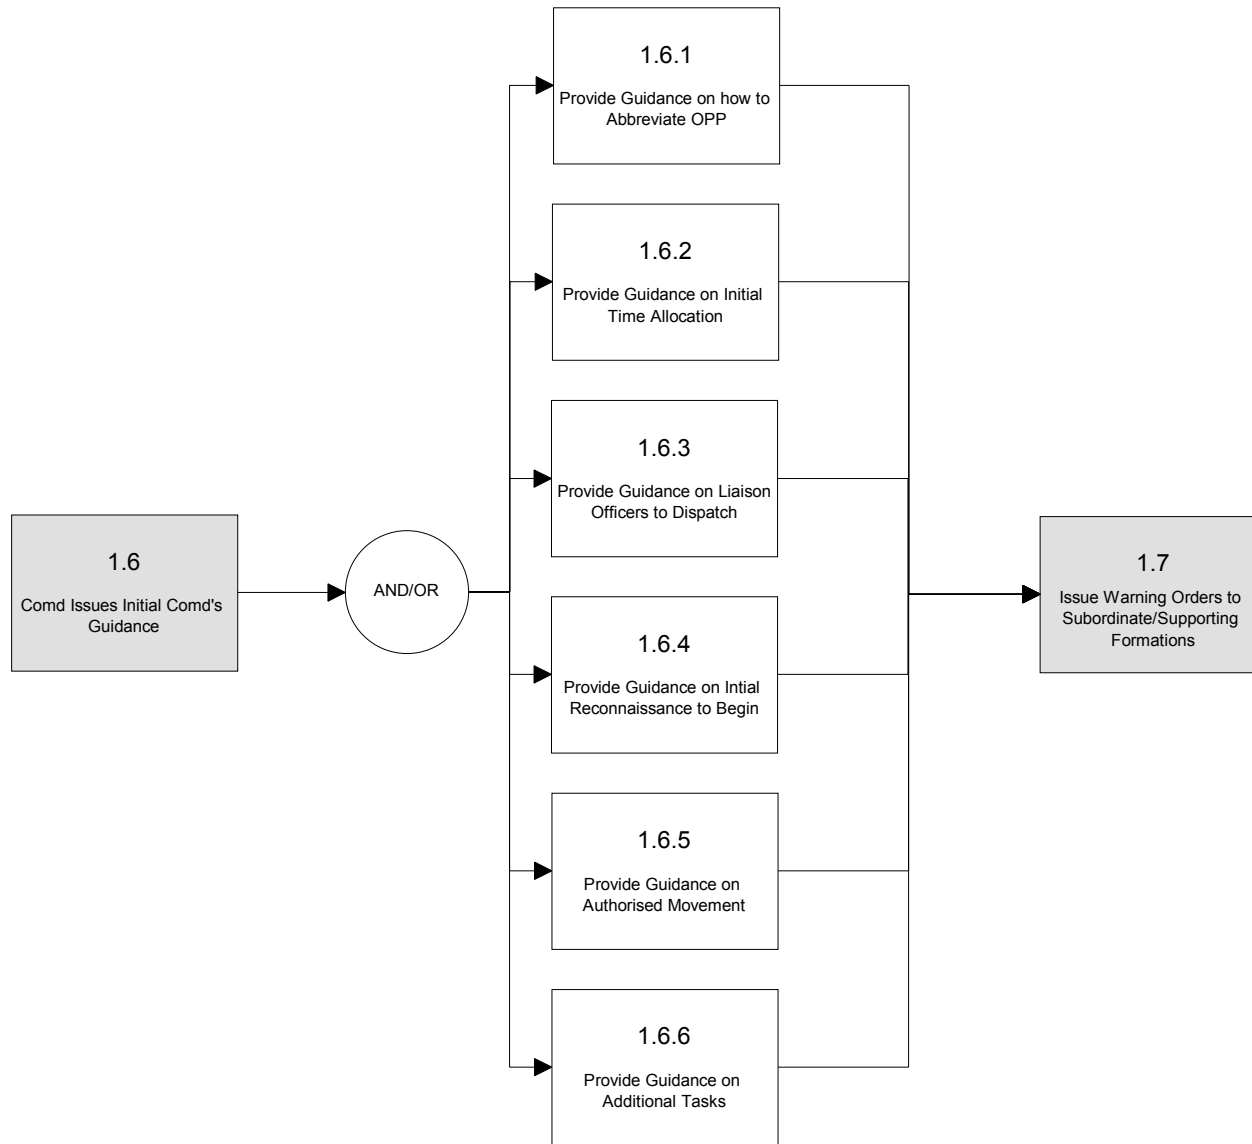 1.6.1
Provide Guidance on how to
Abbreviate OPP
1.6.2
Provide Guidance on Initial
Time Allocation
1.6.3
Provide Guidance on Liaison
Officers to Dispatch
1.6
Comd Issues Initial Comd's
Guidance
AND/OR
1.6.4
Provide Guidance on Intial
Reconnaissance to Begin
1.7
Issue Warning Orders to
Subordinate/Supporting
Formations
1.6.5
Provide Guidance on
Authorised Movement
1.6.6
Provide Guidance on
Additional Tasks